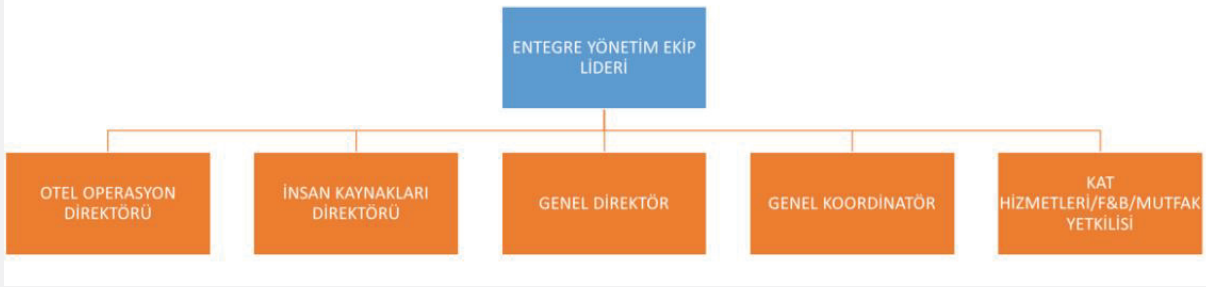 ENTEGRE YÖNETİM EKİP
LİDERİ
OTEL OPERASYON
DİREKTÖRÜ
İNSAN KAYNAKLARI
DİREKTÖRÜ
GENEL DİREKTÖR
GENEL KOORDİNATÖR
KAT
HİZMETLERİ/F&B/MUTFAK
YETKİLİSİ